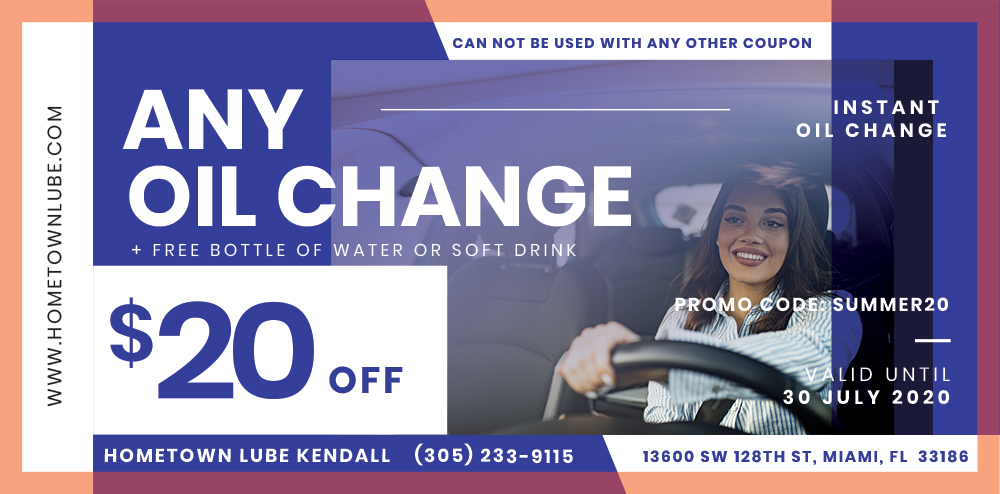 CAN NOT BE USED WITH ANY OTHER COUPON
ANY
OIL CHANGE
+ FREE BOTTLE OF WATER OR SOFT DRINK
$20 OFF
INSTANT
OIL CHANGE
PROMO CODE: SUMMER20
VALID UNTIL
30 JULY 2020
WWW.HOMETOWNLUBE.COM
HOMETOWN LUBE KENDALL (305) 233-9115
13600 SW 128TH ST, MIAMI, FL 33186